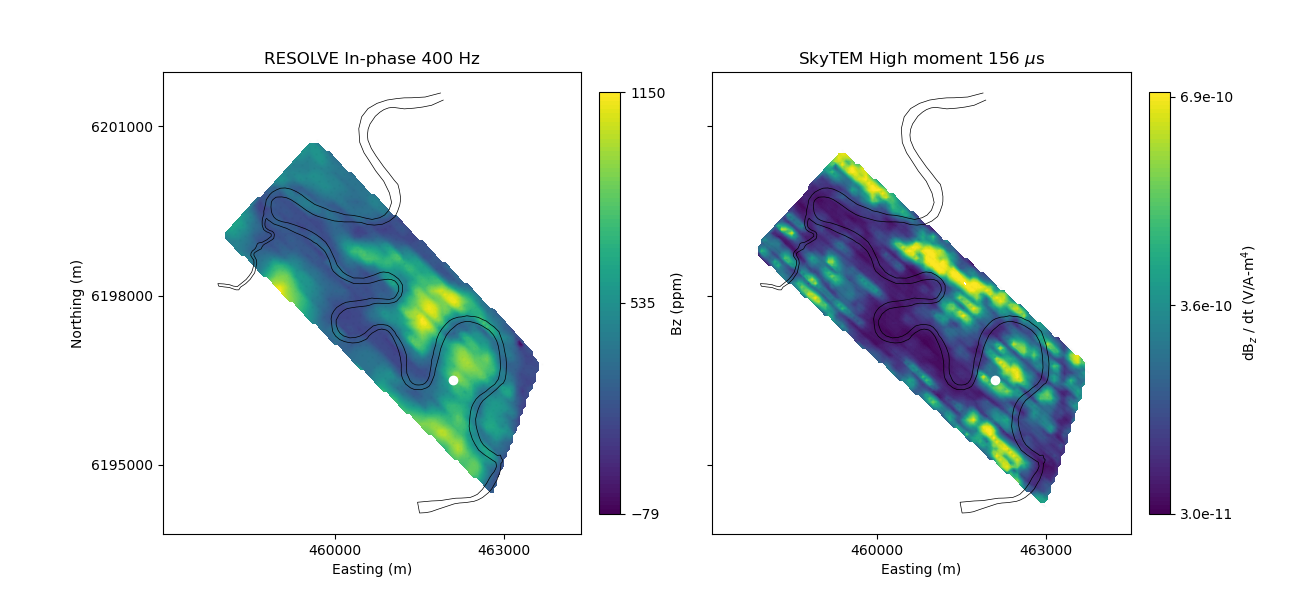 RESOLVE In-phase 400 Hz
6201000
6198000
6195000
Northing (m)
460000
463000
Easting (m)
1150
535
−79
Bz (ppm)
SkyTEM High moment 156 μs
460000
463000
Easting (m)
6.9e-10
3.6e-10
3.0e-11
dBz / dt (V/A-m⁴)